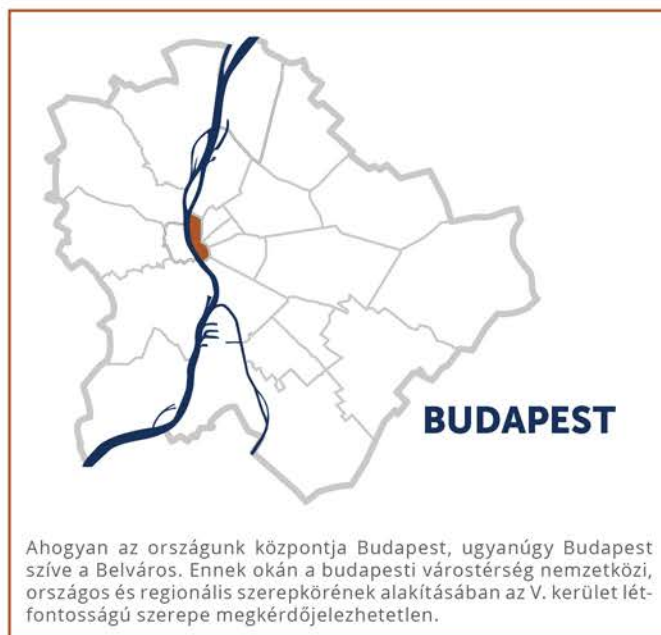 BUDAPEST
Ahogyan az országunk központja Budapest, ugyanúgy Budapest
szíve a Belváros. Ennek okán a budapesti várostérség nemzetközi,
országos és regionális szerepkörének alakításában az V. kerület lét-
fontosságú szerepe megkérdőjelezhetetlen.